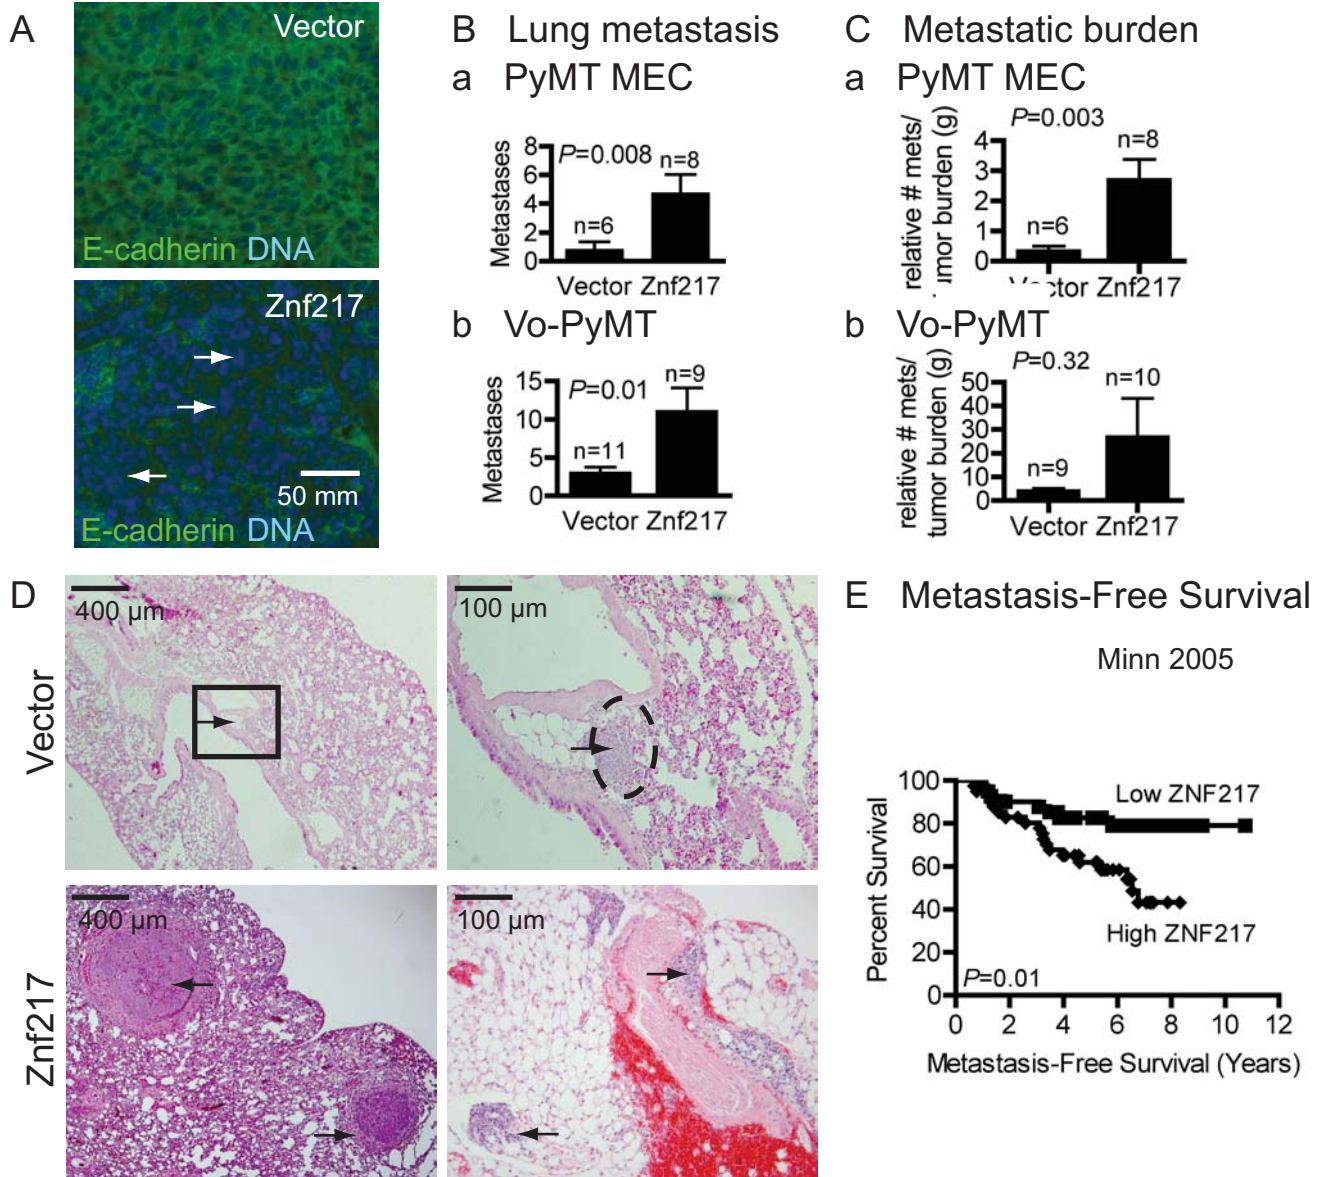 A
Vector
E-cadherin DNA
Znf217
50 mm
E-cadherin DNA
B Lung metastasis
a PyMT MEC
Metastases
8
6
4
2
0
P=0.008
n=6
n=8
Vector Znf217
b Vo-PyMT
Metastases
15
10
5
0
P=0.01
n=11
n=9
Vector Znf217
C Metastatic burden
a PyMT MEC
relative # mets/
tumor burden (g)
4
3
2
1
0
P=0.003
n=6
n=8
Vector Znf217
b Vo-PyMT
relative # mets/
tumor burden (g)
50
40
30
20
10
0
P=0.32
n=9
n=10
Vector Znf217
D
Vector
400 µm
100 µm
Znf217
400 µm
100 µm
E Metastasis-Free Survival
Minn 2005
Percent Survival
100
80
60
40
20
0
Low ZNF217
High ZNF217
P=0.01
0 2 4 6 8 10 12
Metastasis-Free Survival (Years)